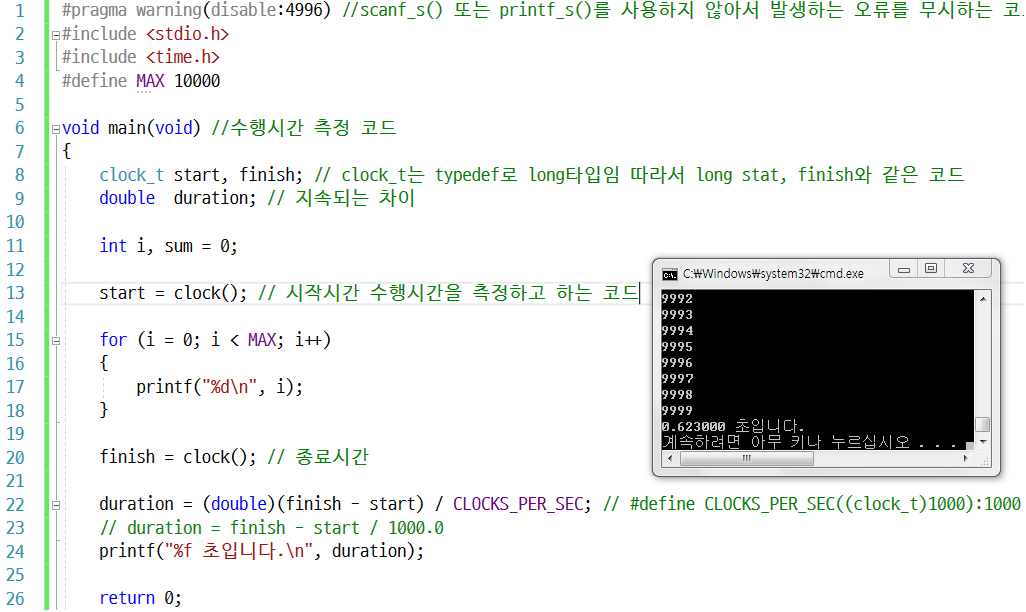 1 #pragma warning(disable:4996) //scanf_s() 또는 printf_s()를 사용하지 않아서 발생하는 오류를 무시하는 코
2 #include <stdio.h>
3 #include <time.h>
4 #define MAX 10000
5
6 void main(void) //수행시간 측정 코드
7 {
8 clock_t start, finish; // clock_t는 typedef로 long타입임 따라서 long stat, finish와 같은 코드
9 double  duration; // 지속되는 차이
10
11 int i, sum = 0;
12
13 start = clock(); // 시작시간 수행시간을 측정하고 하는 코드
14
15 for (i = 0; i < MAX; i++)
16 {
17 printf("%d\n", i);
18 }
19
20 finish = clock(); // 종료시간
21
22 duration = (double)(finish - start) / CLOCKS_PER_SEC; // #define CLOCKS_PER_SEC((clock_t)1000):1000
23 // duration = finish - start / 1000.0
24 printf("%f 초입니다.\n", duration);
25
26 return 0;
C:\Windows\system32\cmd.exe
9992
9993
9994
9995
9996
9997
9998
9999
0.623000 초입니다.
계속하려면 아무 키나 누르십시오 . . .